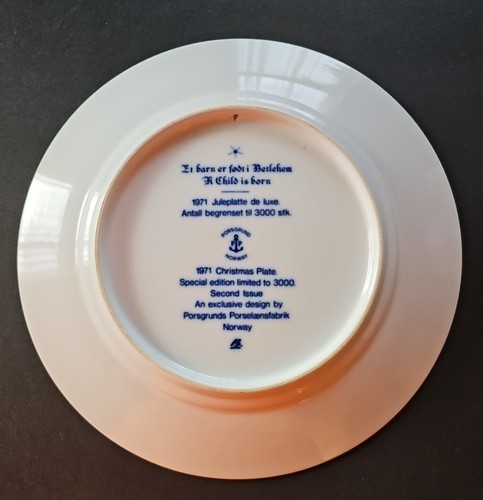 Et barn er født i Betlehem
A Child is born
1971 Juleplatte de luxe.
Antall begrenset til 3000 stk.
PORSGRUND
NORWAY
1971 Christmas Plate.
Special edition limited to 3000.
Second Issue
An exclusive design by
Porsgrunds Porselænsfabrik
Norway